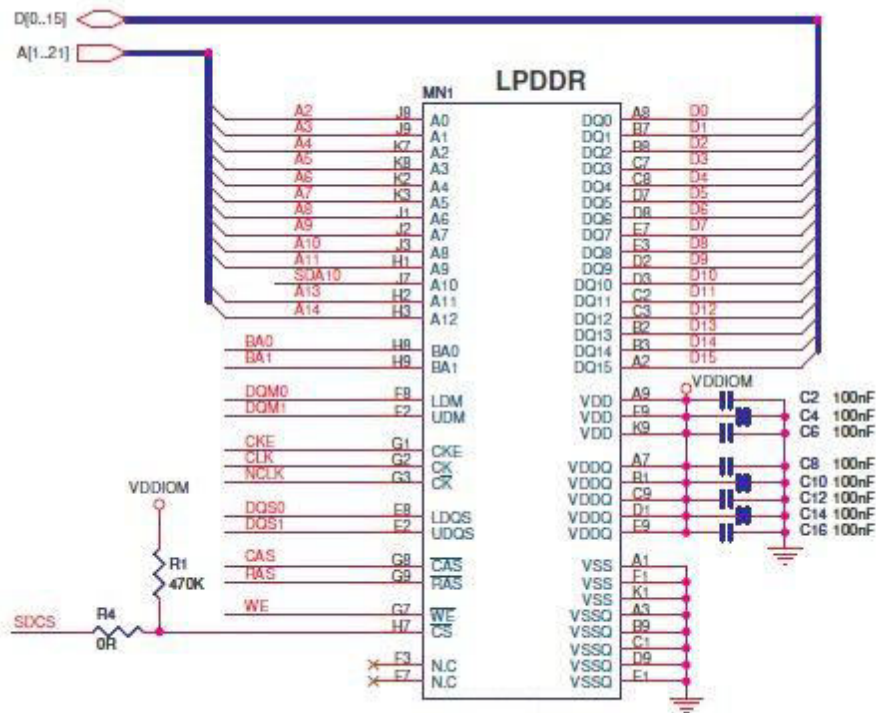 D[0..15]
A[1..21]
LPDDR
MN1
A2 J8 A0 DQ0 A8 D0
A3 J9 A1 DQ1 B7 D1
A4 K7 A2 DQ2 B8 D2
A5 K8 A3 DQ3 C7 D3
A6 K2 A4 DQ4 C8 D4
A7 K3 A5 DQ5 D7 D5
A8 J1 A6 DQ6 D8 D6
A9 J2 A7 DQ7 E7 D7
A10 J3 A8 DQ8 E3 D8
A11 H1 A9 DQ9 D2 D9
SDA10 J7 A10 DQ10 D3 D10
A13 H2 A11 DQ11 C2 D11
A14 H3 A12 DQ12 C3 D12
DQ13 B2 D13
BA0 H8 BA0 DQ14 B3 D14
BA1 H9 BA1 DQ15 A2 D15
VDDIOM
DQM0 F8 LDM VDD A9 C2 100nF
DQM1 F2 UDM VDD F9 C4 100nF
VDD K9 C6 100nF
CKE G1 CKE
CLK G2 CK VDDQ A7 C8 100nF
NCLK G3 CK VDDQ B1 C10 100nF
VDDIOM
VDDQ C9 C12 100nF
DQS0 E8 LDQS VDDQ D1 C14 100nF
DQS1 E2 UDQS VDDQ E9 C16 100nF
CAS G8 CAS VSS A1
RAS G9 RAS VSS F1
R1
470K
VSS K1
WE G7 WE VSSQ A3
SDCS R4 0R H7 CS VSSQ B9
VSSQ C1
F3 N.C VSSQ D9
F7 N.C VSSQ E1